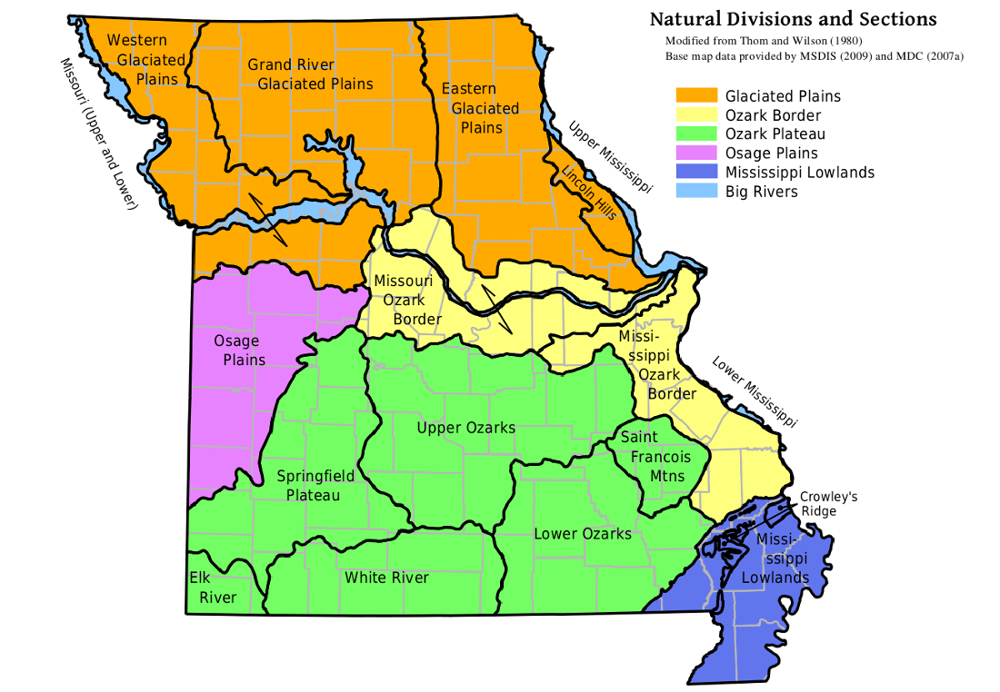 Natural Divisions and Sections
Modified from Thom and Wilson (1980)
Base map data provided by MSDIS (2009) and MDC (2007a)
Glaciated Plains
Ozark Border
Ozark Plateau
Osage Plains
Mississippi Lowlands
Big Rivers
Western
Glaciated
Plains
Grand River
Glaciated Plains
Eastern
Glaciated
Plains
Missouri (Upper and Lower)
Upper Mississippi
Lincoln Hills
Missouri
Ozark
Border
Osage
Plains
Missi-
ssippi
Ozark
Border
Lower Mississippi
Upper Ozarks
Saint
Francois
Mtns
Springfield
Plateau
Crowley's
Ridge
Lower Ozarks
Missi-
ssippi
Lowlands
White River
Elk
River